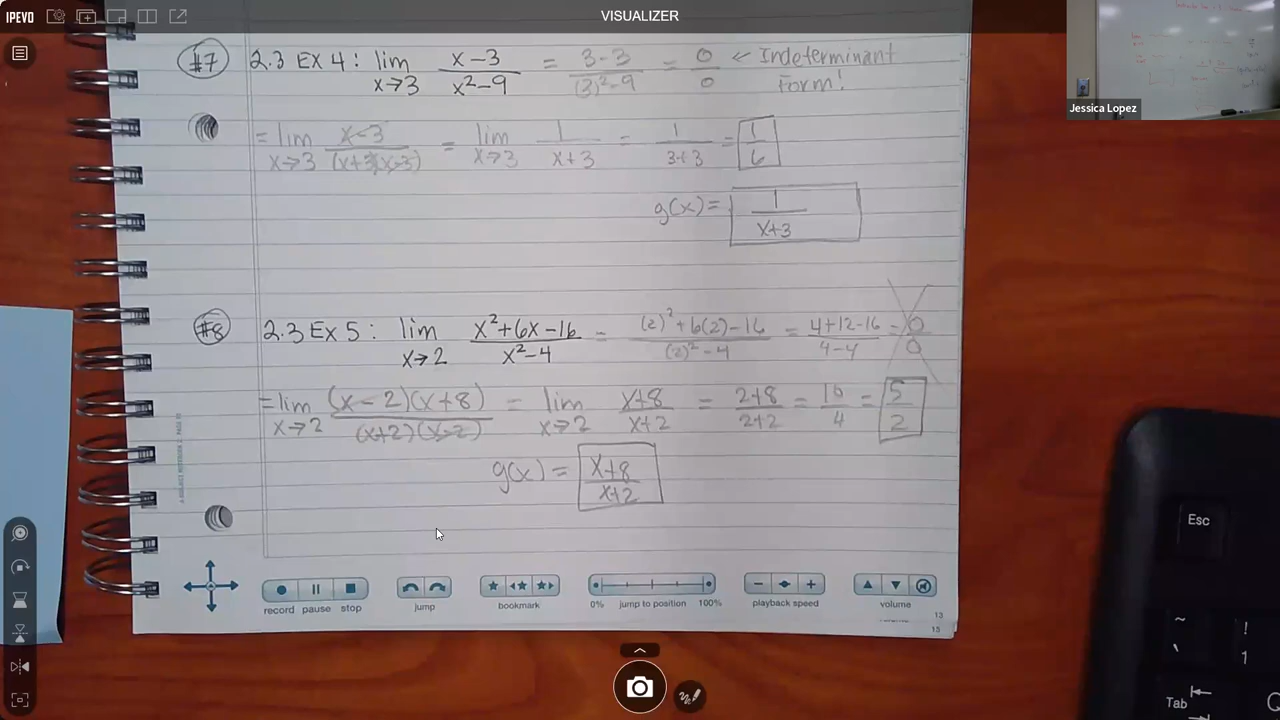 IPEVO
VISUALIZER
Jessica Lopez
#7 2.3 EX 4: lim x→3 x-3 / x²-9 = 3-3 / (3)²-9 = 0/0 ← Indeterminant Form!
= lim x→3 x-3 / (x+3)(x-3) = lim x→3 1 / x+3 = 1 / 3+3 = 1/6
g(x) = 1 / x+3
#8 2.3 Ex 5: lim x→2 x²+6x-16 / x²-4 = (2)²+6(2)-16 / (2)²-4 = 4+12-16 / 4-4 = 0/0
= lim x→2 (x-2)(x+8) / (x+2)(x-2) = lim x→2 x+8 / x+2 = 2+8 / 2+2 = 10/4 = 5/2
g(x) = x+8 / x+2
record pause stop
jump
bookmark
0% jump to position 100%
playback speed
volume
13
15
Esc
~
`
!
1
Tab
Q